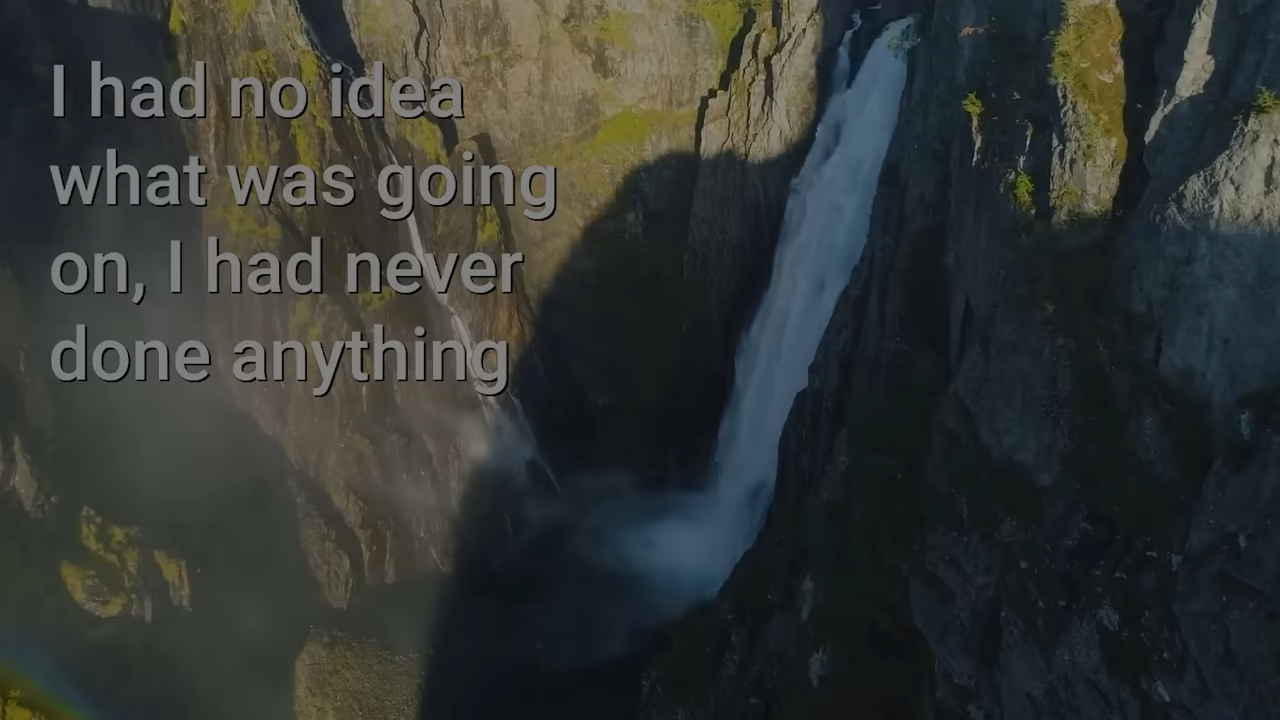 I had no idea
what was going
on, I had never
done anything